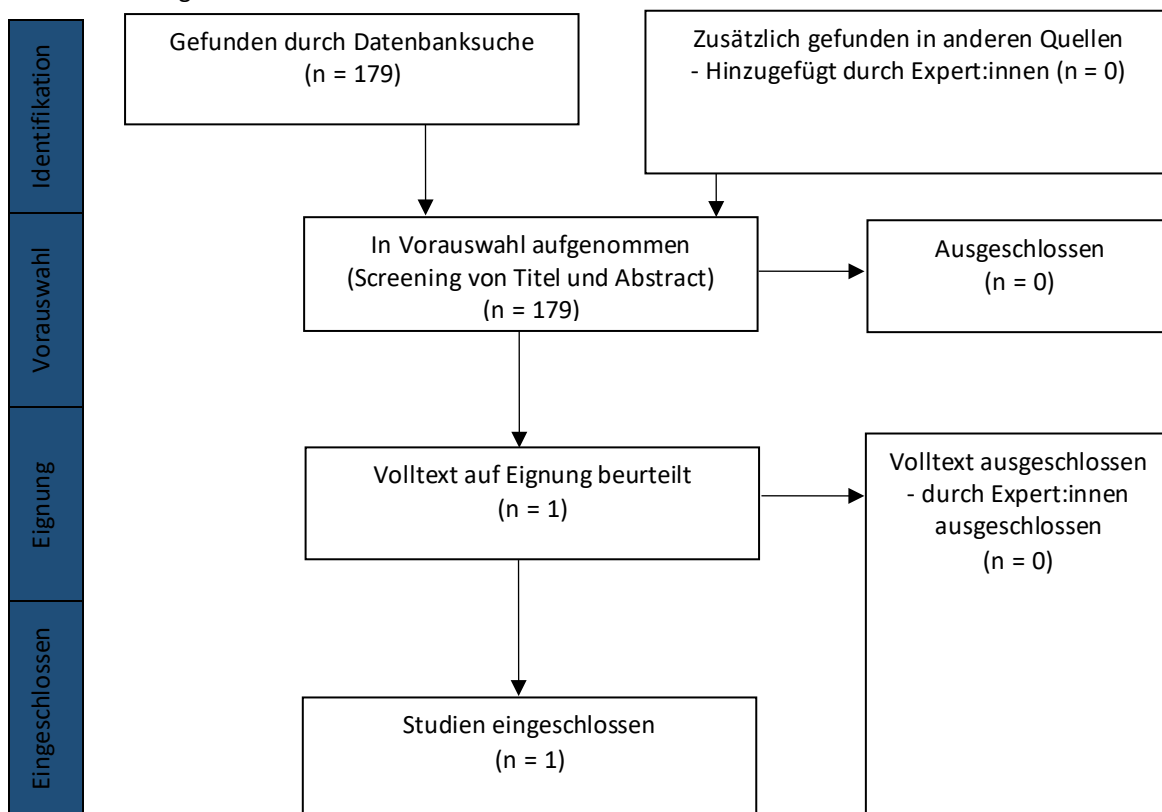 Gefunden durch Datenbanksuche
(n = 179)
Zusätzlich gefunden in anderen Quellen
- Hinzugefügt durch Expert:innen (n = 0)
Identifikation
In Vorauswahl aufgenommen
(Screening von Titel und Abstract)
(n = 179)
Ausgeschlossen
(n = 0)
Vorauswahl
Volltext auf Eignung beurteilt
(n = 1)
Volltext ausgeschlossen
- durch Expert:innen
ausgeschlossen
(n = 0)
Eignung
Studien eingeschlossen
(n = 1)
Eingeschlossen